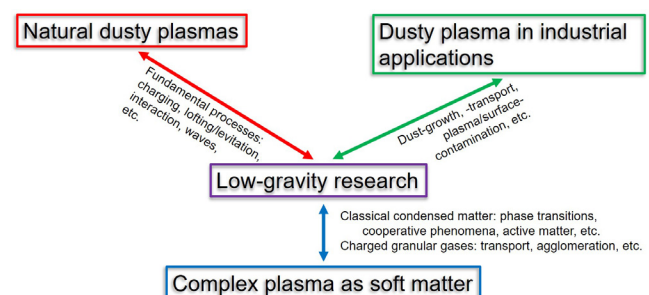 Natural dusty plasmas
Dusty plasma in industrial
applications
Fundamental processes:
charging, lofting/levitation,
interaction, waves,
etc.
Dust-growth, -transport,
plasma/surface-
contamination, etc.
Low-gravity research
Classical condensed matter: phase transitions,
cooperative phenomena, active matter, etc.
Charged granular gases: transport, agglomeration, etc.
Complex plasma as soft matter